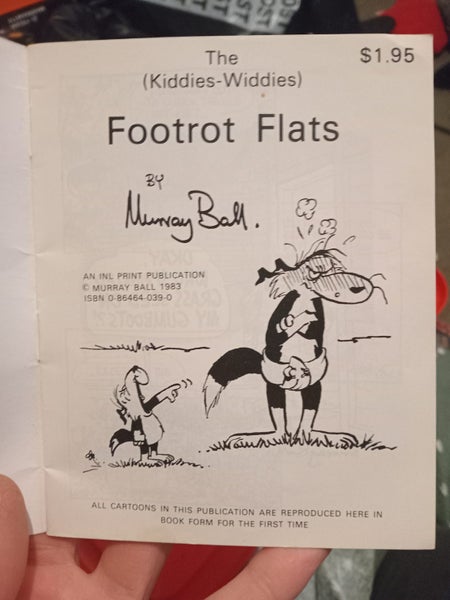 The
$1.95
(Kiddies-Widdies)
Footrot Flats
BY
Murray Ball.
AN INL PRINT PUBLICATION
© MURRAY BALL 1983
ISBN 0-86464-039-0
ALL CARTOONS IN THIS PUBLICATION ARE REPRODUCED HERE IN
BOOK FORM FOR THE FIRST TIME